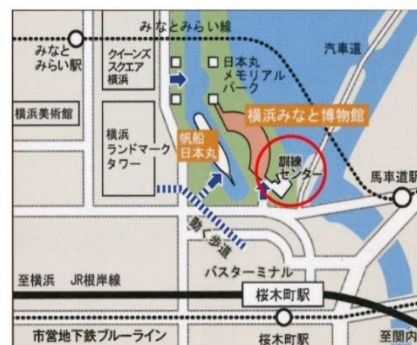 みなとみらい線
みなと
みらい駅
クイーンズ
スクエア
横浜
日本丸
メモリアル
パーク
汽車道
横浜美術館
横浜みなと博物館
横浜
ランドマーク
タワー
帆船
日本丸
訓練
センター
馬車道駅
動く歩道
バスターミナル
至横浜 JR根岸線
桜木町駅
市営地下鉄ブルーライン
桜木町駅
至関内